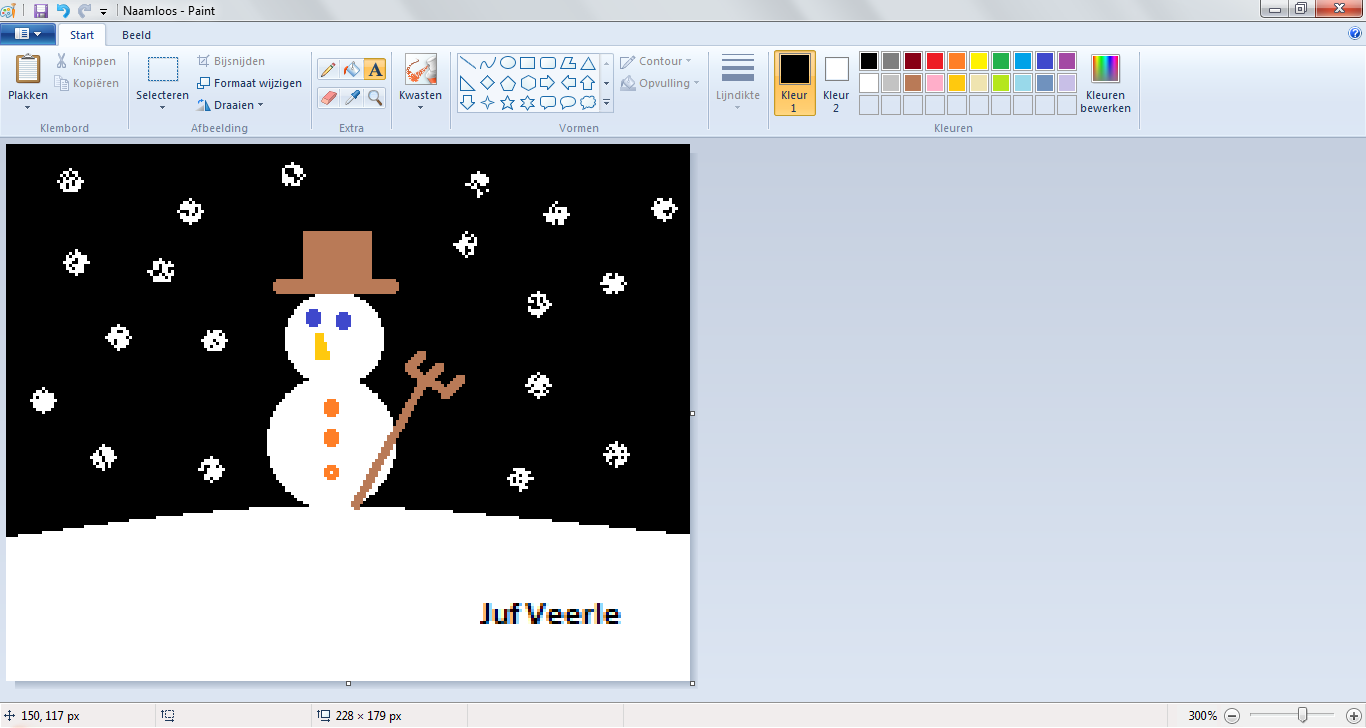 Naamloos - Paint
Start Beeld
Plakken
Knippen
Kopiëren
Klembord
Selecteren
Bijsnijden
Formaat wijzigen
Draaien
Afbeelding
A
Extra
Kwasten
Vormen
Contour
Opvulling
Lijndikte
Kleur
1
Kleur
2
Kleuren
bewerken
Kleuren
Juf Veerle
150, 117 px
228 × 179 px
300%